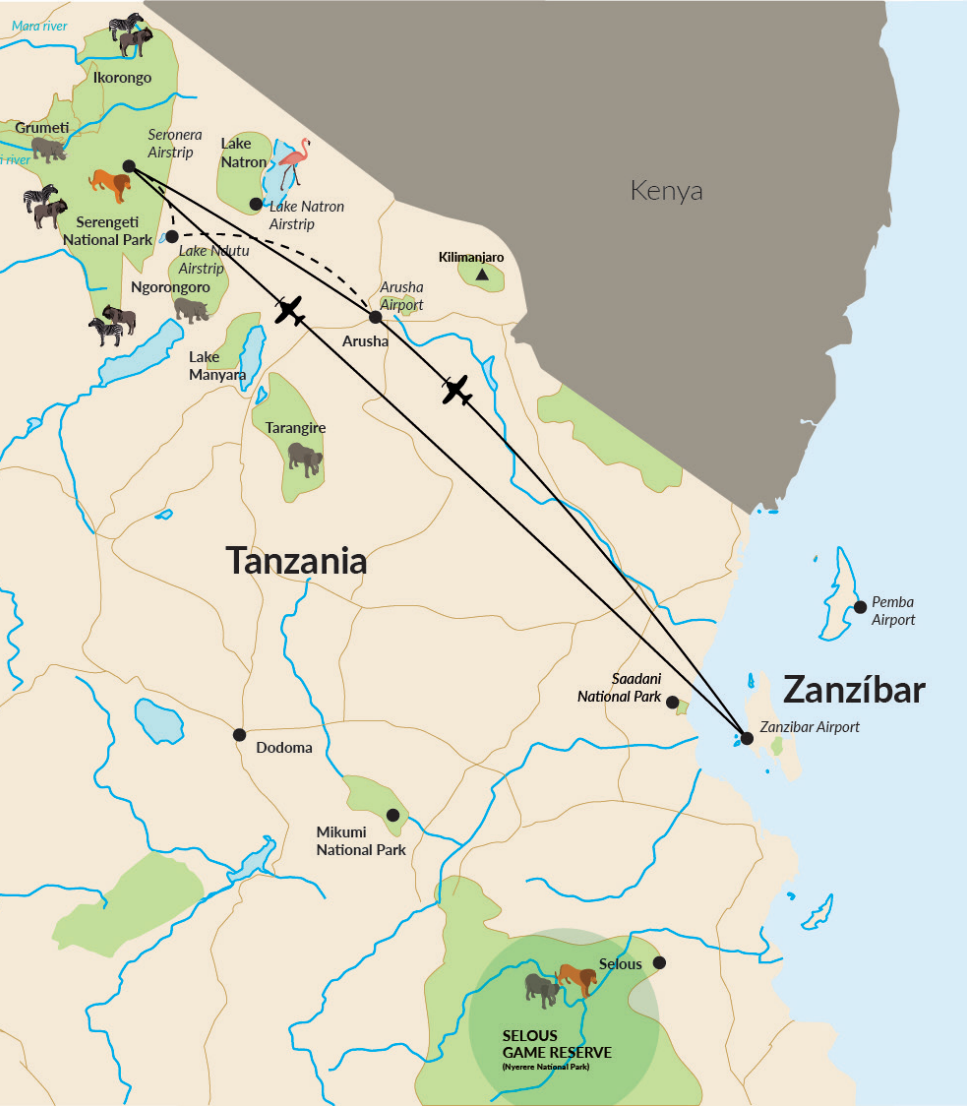 Mara river
Ikorongo
Grumeti
i river
Seronera
Airstrip
Lake
Natron
Lake Natron
Airstrip
Serengeti
National Park
Lake Ndutu
Airstrip
Ngorongoro
Kenya
Kilimanjaro
Arusha
Airport
Arusha
Lake
Manyara
Tarangire
Tanzania
Pemba
Airport
Saadani
National Park
Zanzíbar
Zanzibar Airport
Dodoma
Mikumi
National Park
Selous
SELOUS
GAME RESERVE
(Nyerere National Park)